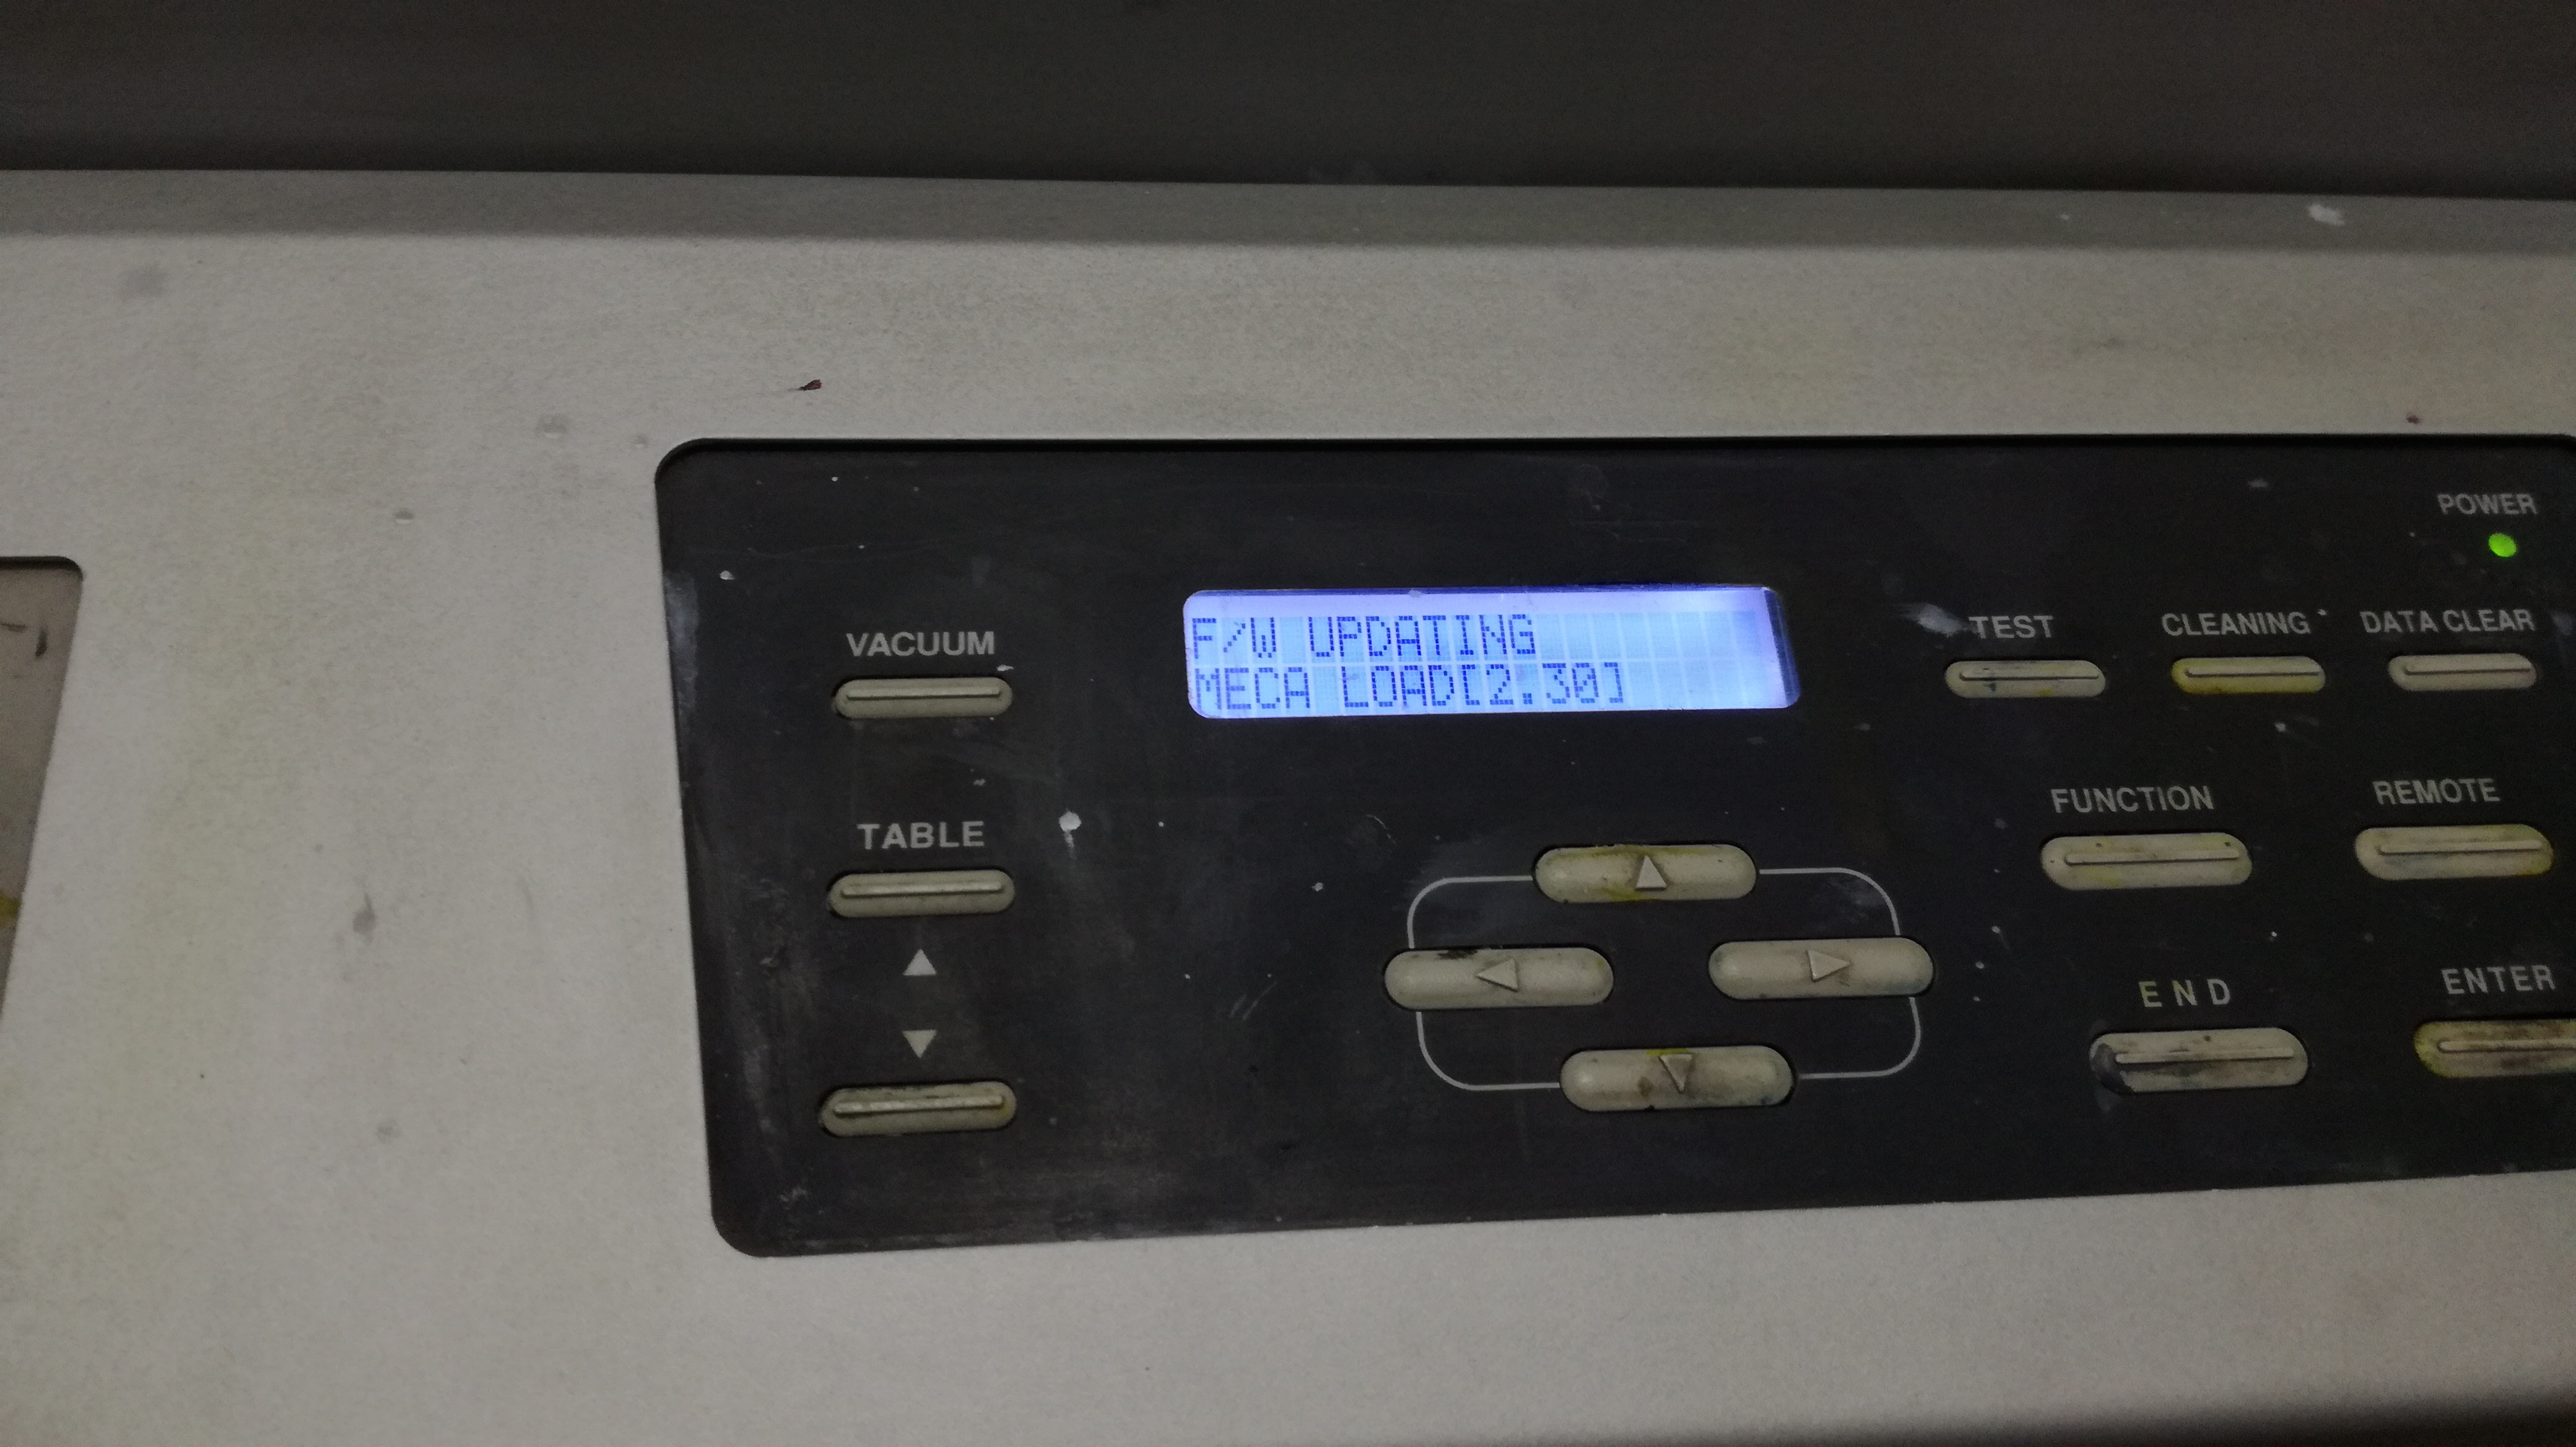 POWER
F/W UPDATING
MECA LOAD[2.30]
VACUUM
TEST
CLEANING
DATA CLEAR
TABLE
FUNCTION
REMOTE
END
ENTER